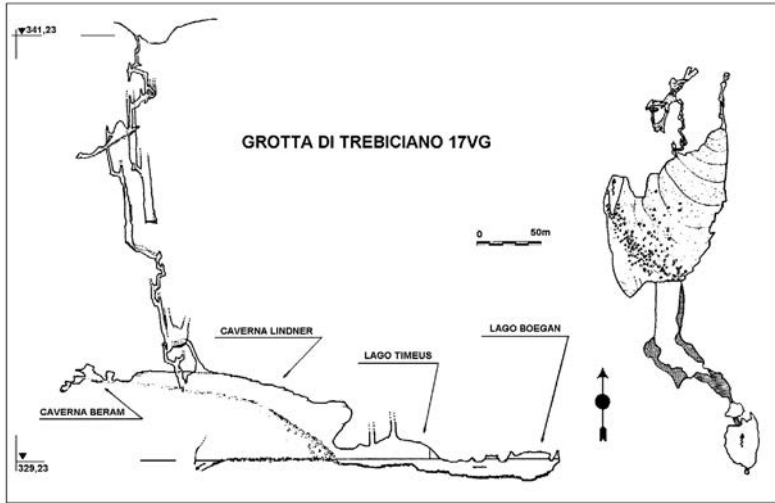 341,23
GROTTA DI TREBICIANO 17VG
0 50m
LAGO BOEGAN
CAVERNA LINDNER
LAGO TIMEUS
CAVERNA BERAM
329,23